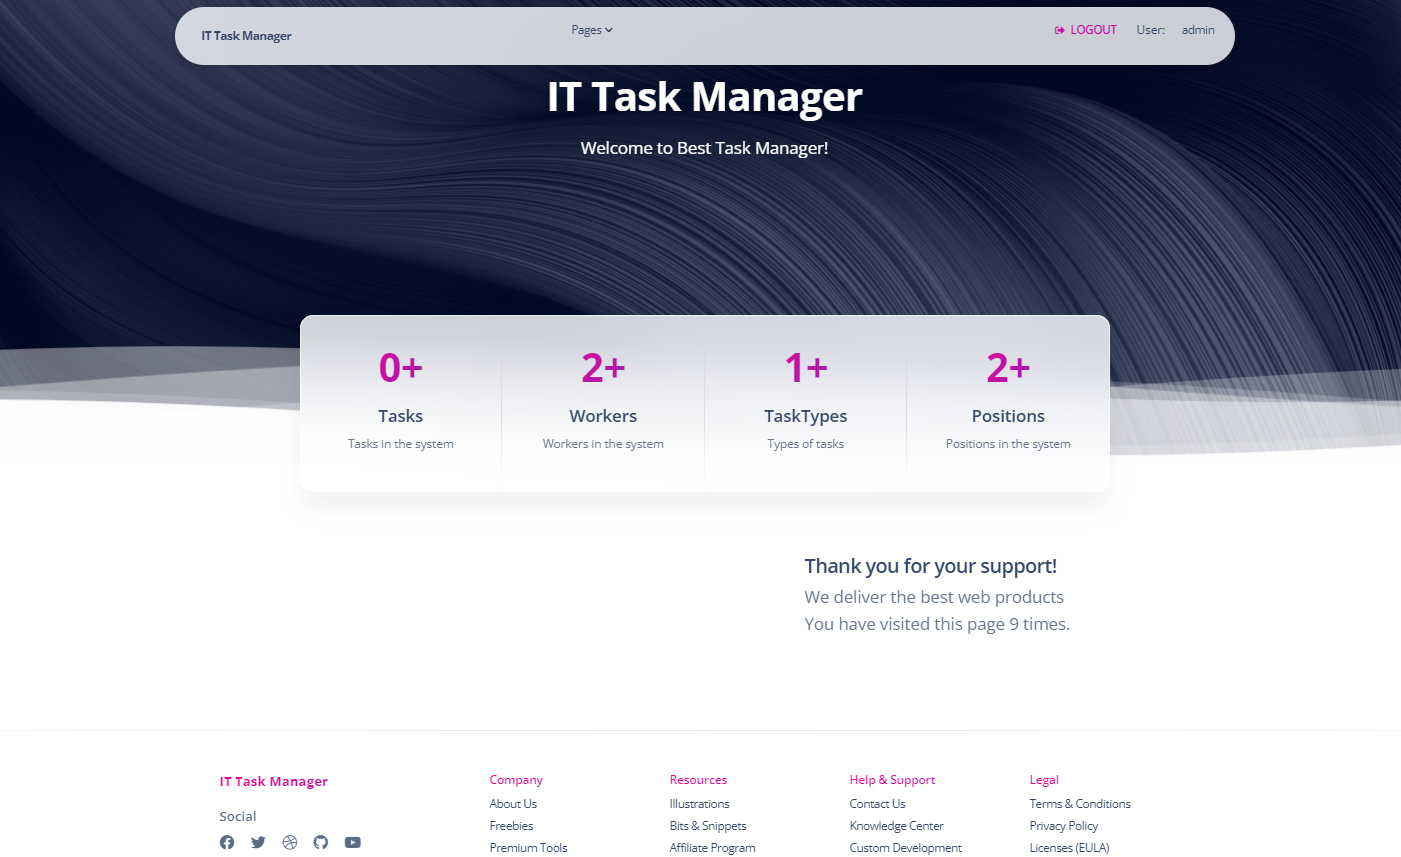 IT Task Manager
Pages
LOGOUT User: admin
IT Task Manager
Welcome to Best Task Manager!
0+
Tasks
Tasks in the system
2+
Workers
Workers in the system
1+
TaskTypes
Types of tasks
2+
Positions
Positions in the system
Thank you for your support!
We deliver the best web products
You have visited this page 9 times.
IT Task Manager
Social
Company
About Us
Freebies
Premium Tools
Resources
Illustrations
Bits & Snippets
Affiliate Program
Help & Support
Contact Us
Knowledge Center
Custom Development
Legal
Terms & Conditions
Privacy Policy
Licenses (EULA)